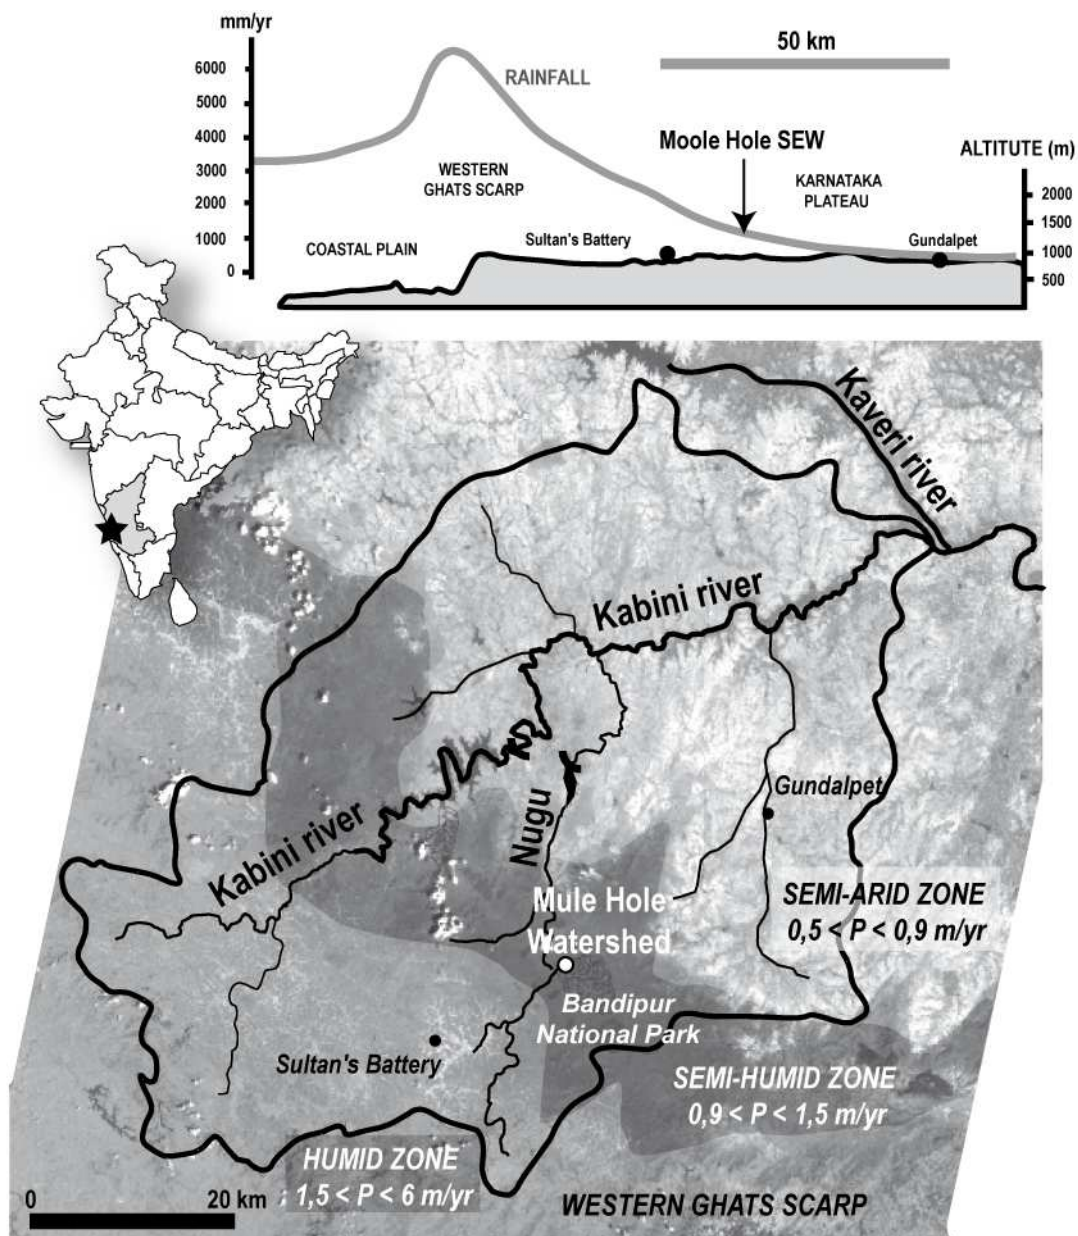 mm/yr
6000
5000
4000
3000
2000
1000
0
RAINFALL
50 km
Moole Hole SEW
ALTITUTE (m)
2000
1500
1000
500
WESTERN
GHATS SCARP
KARNATAKA
PLATEAU
COASTAL PLAIN
Sultan's Battery
Gundalpet
Kaveri river
Kabini river
Kabini river
Nugu
Gundalpet
Mule Hole
Watershed
SEMI-ARID ZONE
0,5 < P < 0,9 m/yr
Bandipur
National Park
Sultan's Battery
SEMI-HUMID ZONE
0,9 < P < 1,5 m/yr
HUMID ZONE
1,5 < P < 6 m/yr
0
20 km
WESTERN GHATS SCARP